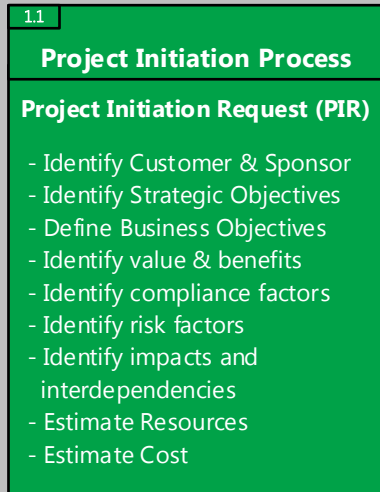 1.1
Project Initiation Process
Project Initiation Request (PIR)
- Identify Customer & Sponsor
- Identify Strategic Objectives
- Define Business Objectives
- Identify value & benefits
- Identify compliance factors
- Identify risk factors
- Identify impacts and
interdependencies
- Estimate Resources
- Estimate Cost